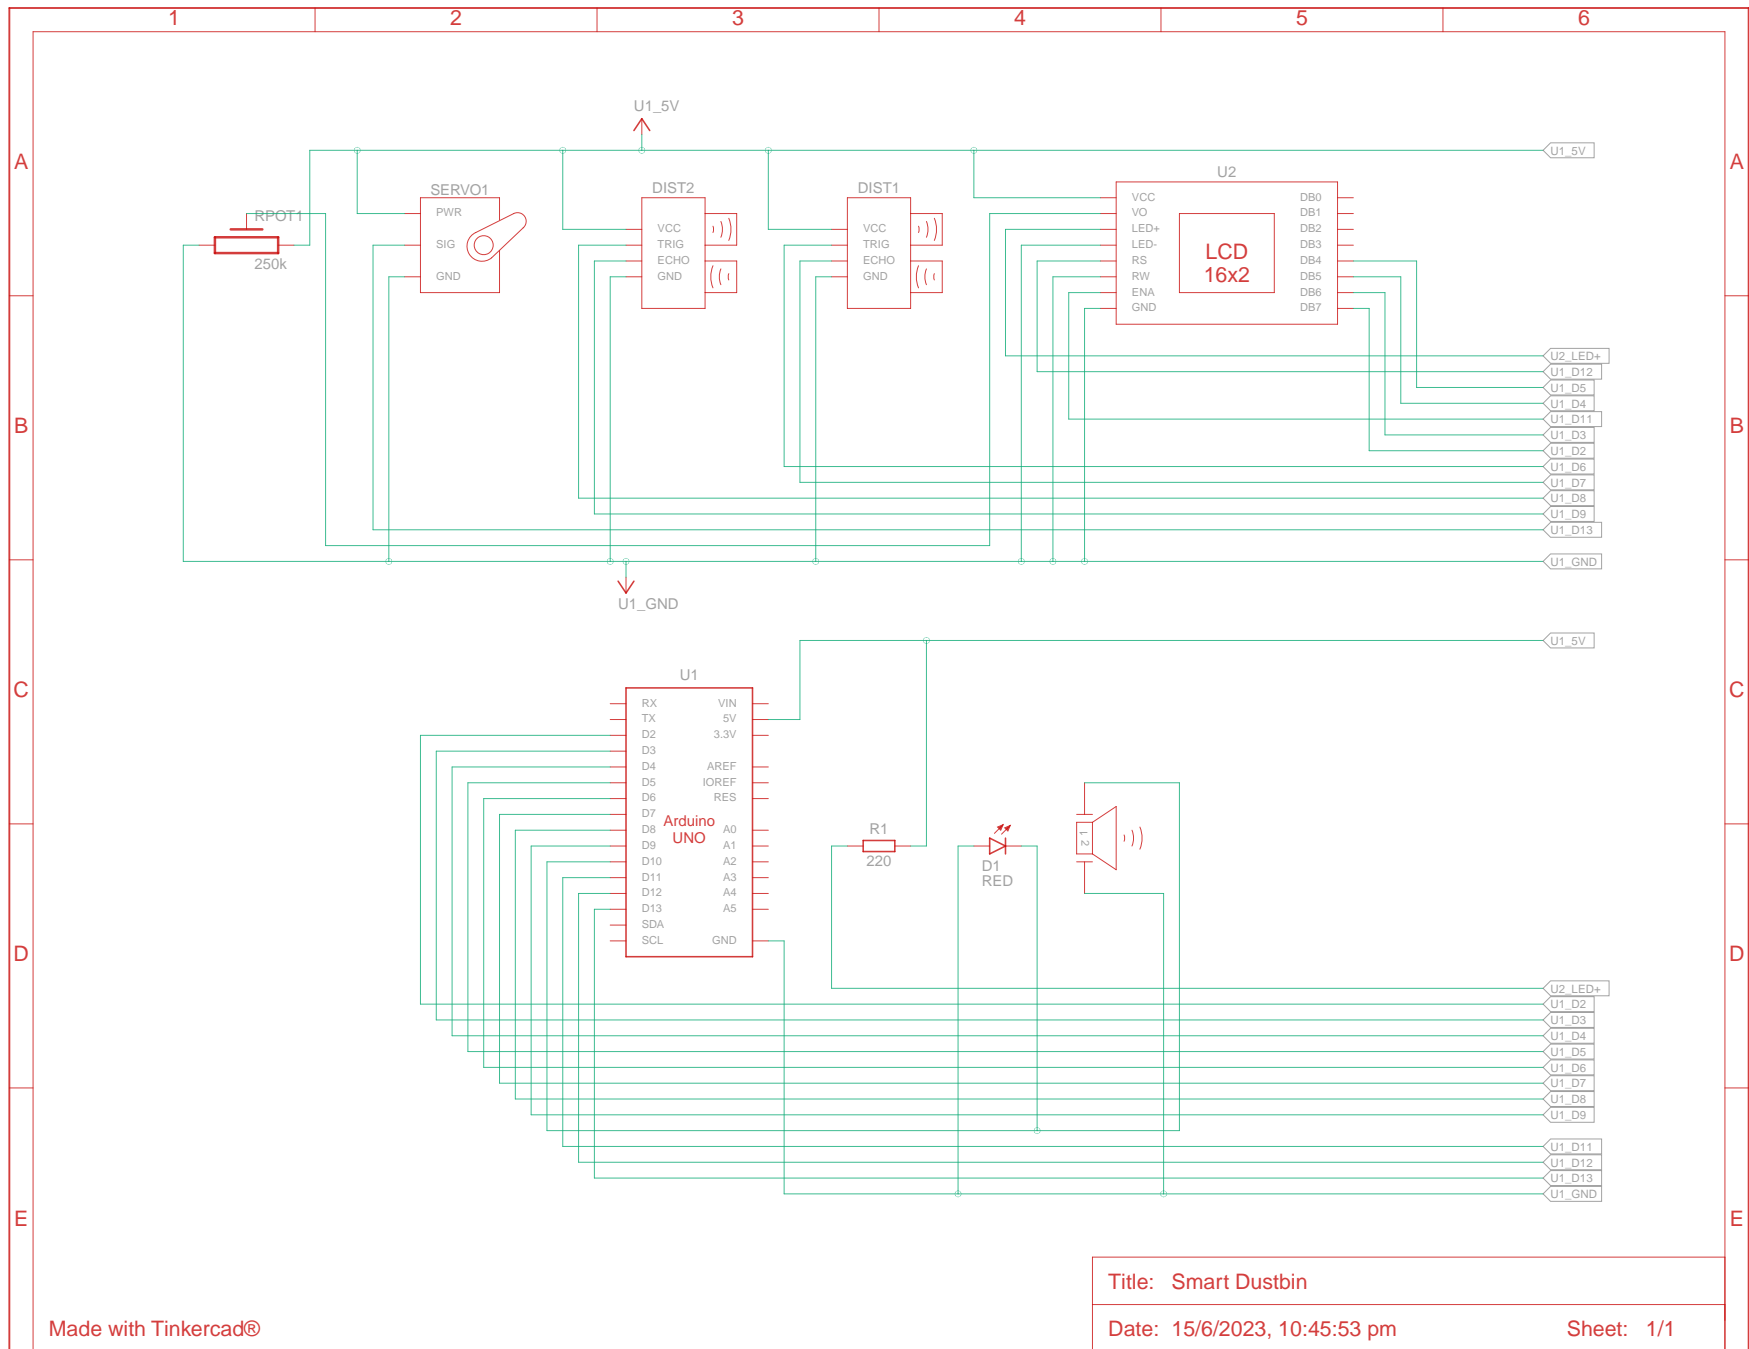 1 2 3 4 5 6
A A
B B
C C
D D
E E
U1_5V
U1_5V
RPOT1
250k
SERVO1
PWR
SIG
GND
DIST2
VCC
TRIG
ECHO
GND
DIST1
VCC
TRIG
ECHO
GND
U2
VCC DB0
VO DB1
LED+ DB2
LED- DB3
RS DB4
RW DB5
ENA DB6
GND DB7
LCD
16x2
U2_LED+
U1_D12
U1_D5
U1_D4
U1_D11
U1_D3
U1_D2
U1_D6
U1_D7
U1_D8
U1_D9
U1_D13
U1_GND
U1_GND
U1_5V
U1
RX VIN
TX 5V
D2 3.3V
D3
D4 AREF
D5 IOREF
D6 RES
D7
D8 A0
D9 A1
D10 A2
D11 A3
D12 A4
D13 A5
SDA
SCL GND
Arduino
UNO
R1
220
D1
RED
1
2
U2_LED+
U1_D2
U1_D3
U1_D4
U1_D5
U1_D6
U1_D7
U1_D8
U1_D9
U1_D11
U1_D12
U1_D13
U1_GND
Title: Smart Dustbin
Made with Tinkercad®
Date: 15/6/2023, 10:45:53 pm Sheet: 1/1